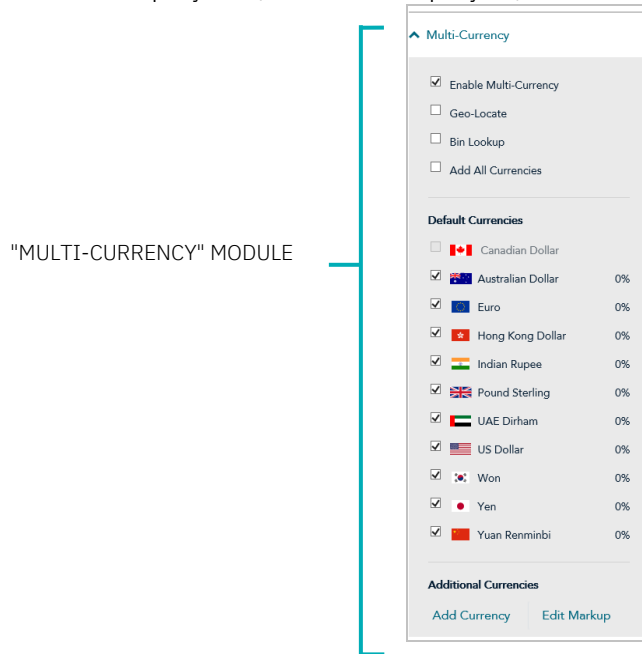 Multi-Currency
Enable Multi-Currency
Geo-Locate
Bin Lookup
Add All Currencies
"MULTI-CURRENCY" MODULE
Default Currencies
Canadian Dollar
Australian Dollar 0%
Euro 0%
Hong Kong Dollar 0%
Indian Rupee 0%
Pound Sterling 0%
UAE Dirham 0%
US Dollar 0%
Won 0%
Yen 0%
Yuan Renminbi 0%
Additional Currencies
Add Currency Edit Markup